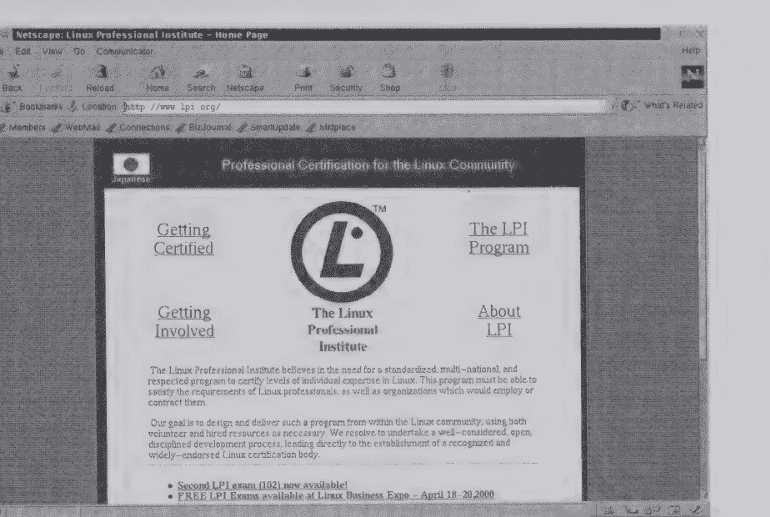 Netscape: Linux Professional Institute - Home Page
Edit View Go Communicator Help
Back Reload Home Search Netscape Print Security Shop Stop
Bookmarks Location http://www lpi org/ What's Related
Members WebMail Connections BizJournal SmartUpdate Mktplace
Japanese
Professional Certification for the Linux Community
TM
L
Getting
Certified
The LPI
Program
Getting
Involved
The Linux
Professional
Institute
About
LPI
The Linux Professional Institute believes in the need for a standardized, multi-national, and
respected program to certify levels of individual expertise in Linux. This program must be able to
satisfy the requirements of Linux professionals, as well as organizations which would employ or
contract them.
Our goal is to design and deliver such a program from within the Linux community, using both
volunteer and hired resources as necessary. We resolve to undertake a well-considered, open,
disciplined development process, leading directly to the establishment of a recognized and
widely-endorsed Linux certification body.
• Second LPI exam (102) now available!
• FREE LPI Exams available at Linux Business Expo - April 18-20,2000